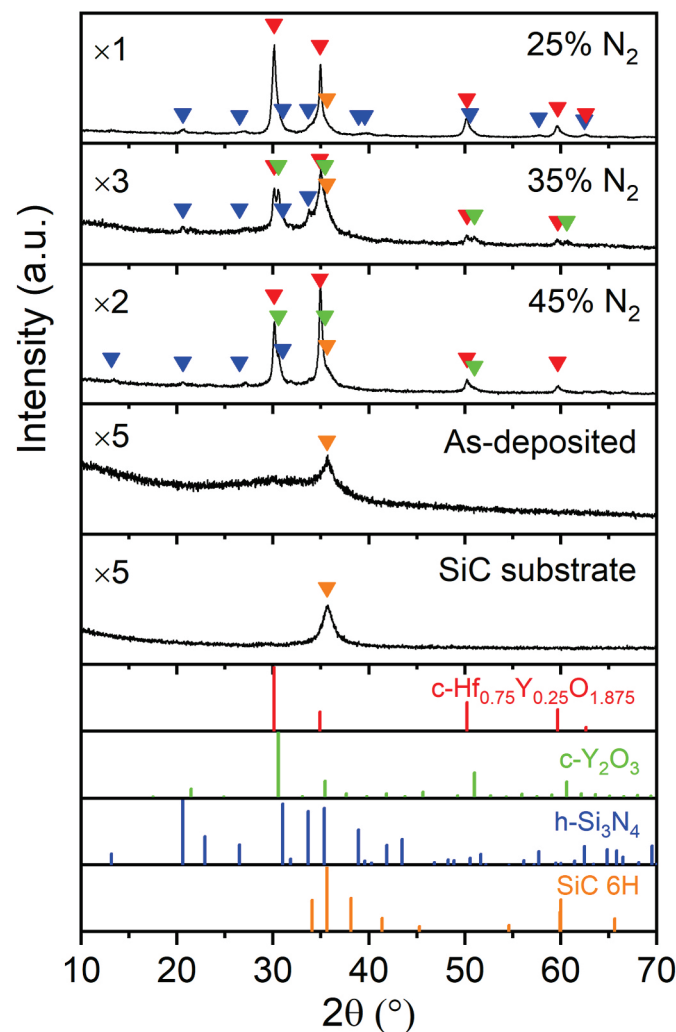 ×1
25% N₂
×3
35% N₂
×2
45% N₂
×5
As-deposited
×5
SiC substrate
c-Hf₀.₇₅Y₀.₂₅O₁.₈₇₅
c-Y₂O₃
h-Si₃N₄
SiC 6H
Intensity (a.u.)
10 20 30 40 50 60 70
2θ (°)